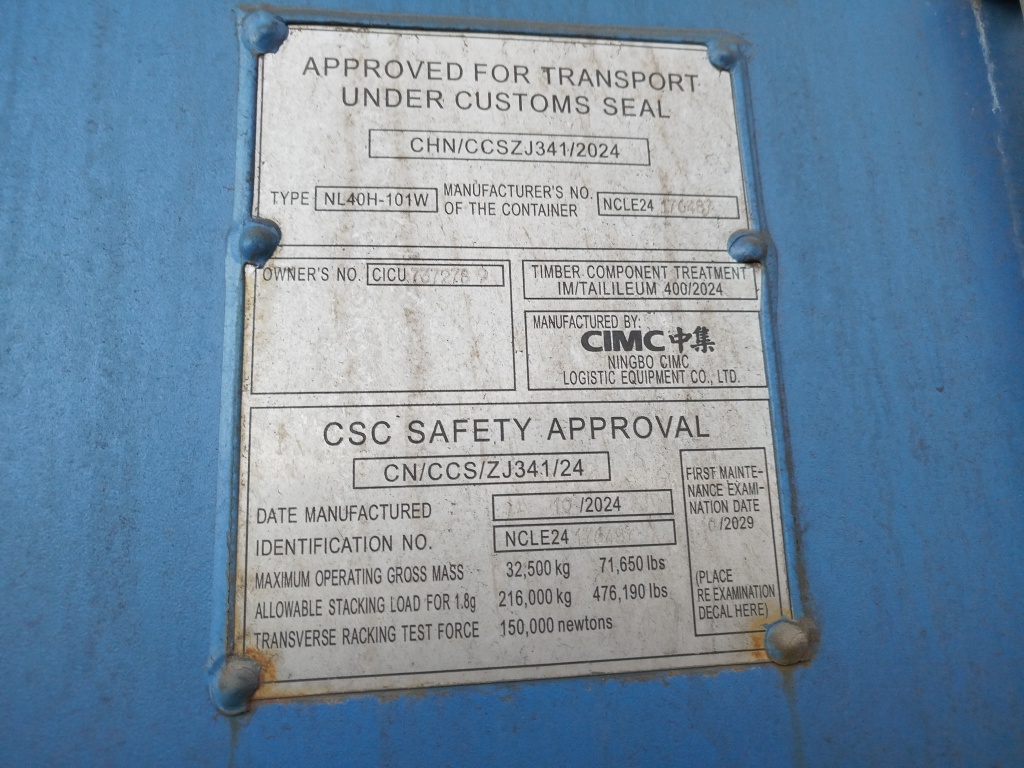 APPROVED FOR TRANSPORT
UNDER CUSTOMS SEAL
CHN/CCSZJ341/2024
TYPE NL40H-101W MANUFACTURER'S NO.
OF THE CONTAINER NCLE24
OWNER'S NO. CICU
TIMBER COMPONENT TREATMENT
IM/TAILILEUM 400/2024
MANUFACTURED BY:
CIMC中集
NINGBO CIMC
LOGISTIC EQUIPMENT CO., LTD.
CSC SAFETY APPROVAL
CN/CCS/ZJ341/24
DATE MANUFACTURED 10/2024
IDENTIFICATION NO. NCLE24
MAXIMUM OPERATING GROSS MASS 32,500 kg 71,650 lbs
ALLOWABLE STACKING LOAD FOR 1.8g 216,000 kg 476,190 lbs
TRANSVERSE RACKING TEST FORCE 150,000 newtons
FIRST MAINTE-
NANCE EXAMI-
NATION DATE
/2029
(PLACE
RE EXAMINATION
DECAL HERE)